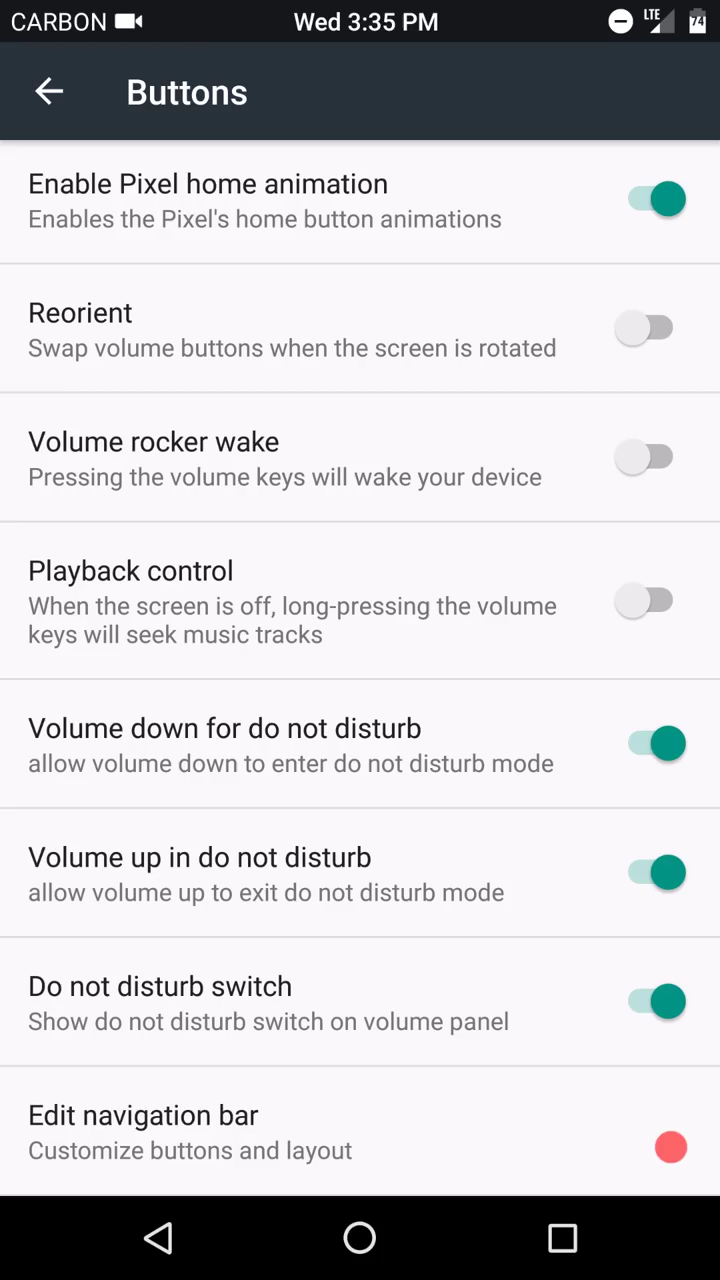 CARBON Wed 3:35 PM LTE 74
Buttons
Enable Pixel home animation
Enables the Pixel's home button animations
Reorient
Swap volume buttons when the screen is rotated
Volume rocker wake
Pressing the volume keys will wake your device
Playback control
When the screen is off, long-pressing the volume
keys will seek music tracks
Volume down for do not disturb
allow volume down to enter do not disturb mode
Volume up in do not disturb
allow volume up to exit do not disturb mode
Do not disturb switch
Show do not disturb switch on volume panel
Edit navigation bar
Customize buttons and layout